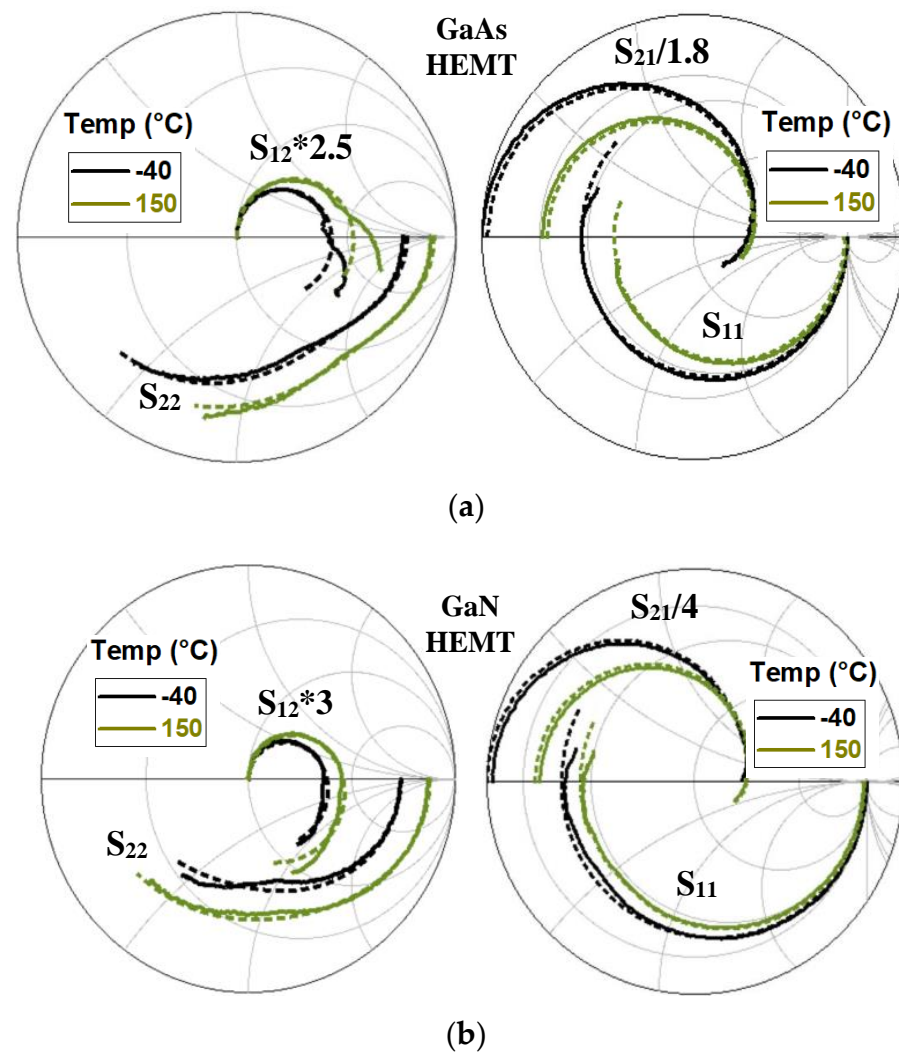 GaAs
HEMT
Temp (°C)
-40
150
S₁₂*2.5
S₂₂
S₂₁/1.8
Temp (°C)
-40
150
S₁₁
(a)
GaN
HEMT
Temp (°C)
-40
150
S₁₂*3
S₂₂
S₂₁/4
Temp (°C)
-40
150
S₁₁
(b)